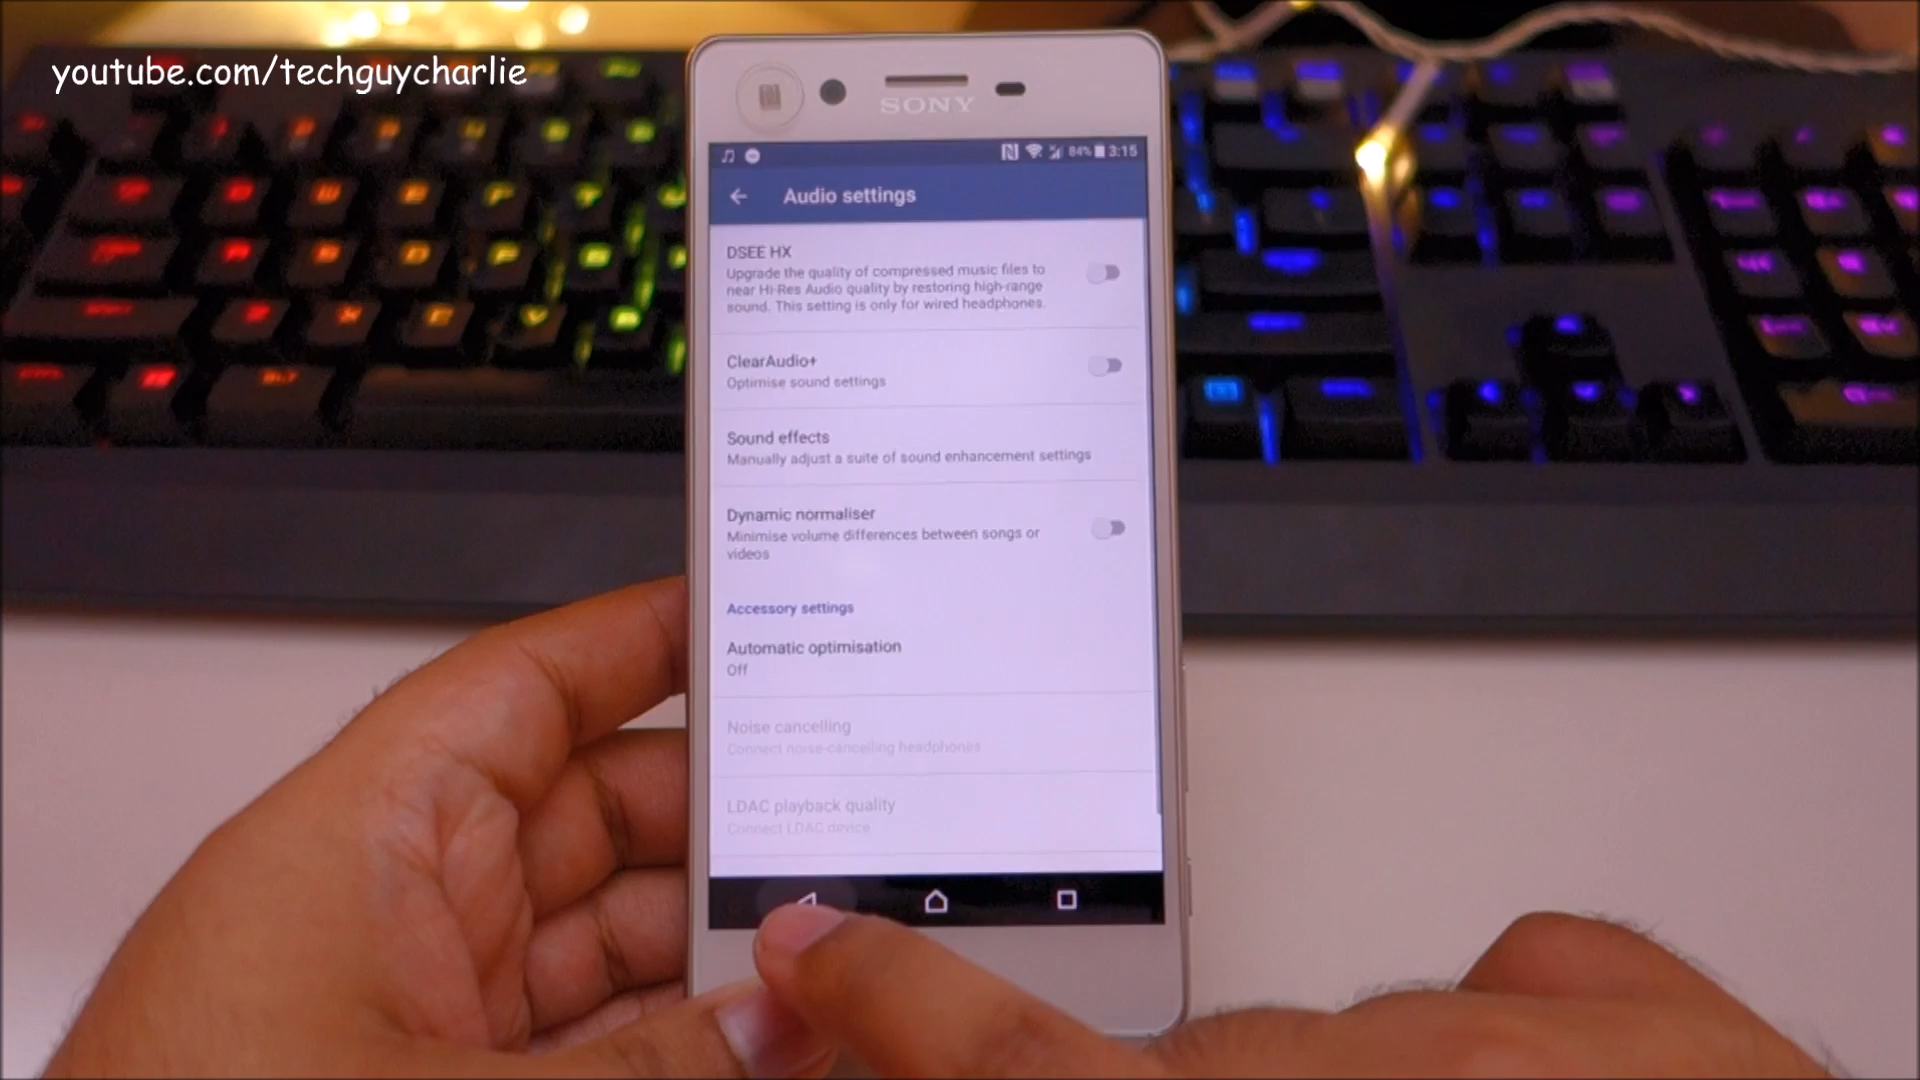 youtube.com/techguycharlie
SONY
84% 3:15
Audio settings
DSEE HX
Upgrade the quality of compressed music files to
near Hi-Res Audio quality by restoring high-range
sound. This setting is only for wired headphones.
ClearAudio+
Optimise sound settings
Sound effects
Manually adjust a suite of sound enhancement settings
Dynamic normaliser
Minimise volume differences between songs or
videos
Accessory settings
Automatic optimisation
Off
Noise cancelling
Connect noise-cancelling headphones
LDAC playback quality
Connect LDAC device